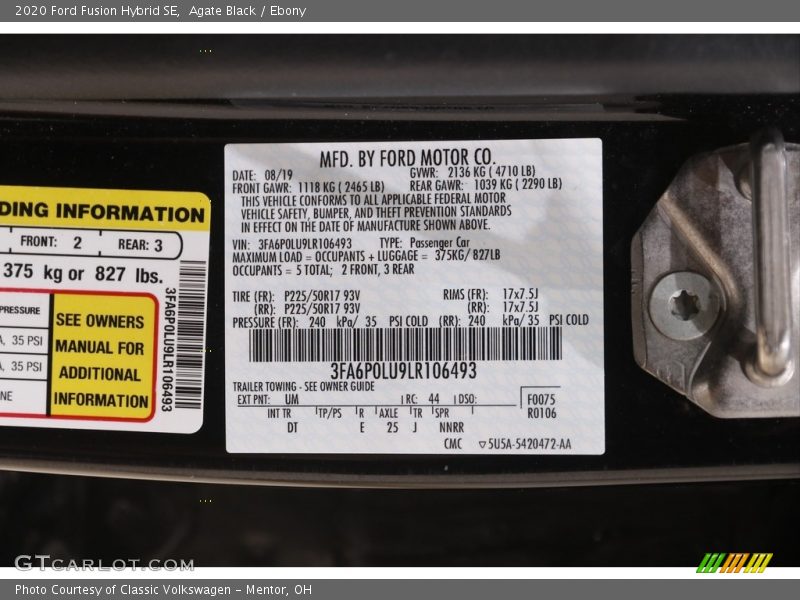 2020 Ford Fusion Hybrid SE, Agate Black / Ebony
DING INFORMATION
FRONT: 2 REAR: 3
375 kg or 827 lbs.
PRESSURE
, 35 PSI
, 35 PSI
NE
SEE OWNERS
MANUAL FOR
ADDITIONAL
INFORMATION
3FA6P0LU9LR106493
MFD. BY FORD MOTOR CO.
DATE: 08/19 GVWR: 2136 KG ( 4710 LB)
FRONT GAWR: 1118 KG ( 2465 LB) REAR GAWR: 1039 KG ( 2290 LB)
THIS VEHICLE CONFORMS TO ALL APPLICABLE FEDERAL MOTOR
VEHICLE SAFETY, BUMPER, AND THEFT PREVENTION STANDARDS
IN EFFECT ON THE DATE OF MANUFACTURE SHOWN ABOVE.
VIN: 3FA6P0LU9LR106493 TYPE: Passenger Car
MAXIMUM LOAD = OCCUPANTS + LUGGAGE = 375KG/ 827LB
OCCUPANTS = 5 TOTAL; 2 FRONT, 3 REAR
TIRE (FR): P225/50R17 93V RIMS (FR): 17x7.5J
(RR): P225/50R17 93V (RR): 17x7.5J
PRESSURE (FR): 240 kPa/ 35 PSI COLD (RR): 240 kPa/ 35 PSI COLD
3FA6P0LU9LR106493
TRAILER TOWING - SEE OWNER GUIDE
EXT PNT: UM RC: 44 DSO: F0075
R0106
INT TR TP/PS R AXLE TR SPR
DT E 25 J NNRR
CMC ▽5U5A-5420472-AA
GTCARLOT.COM
Photo Courtesy of Classic Volkswagen - Mentor, OH